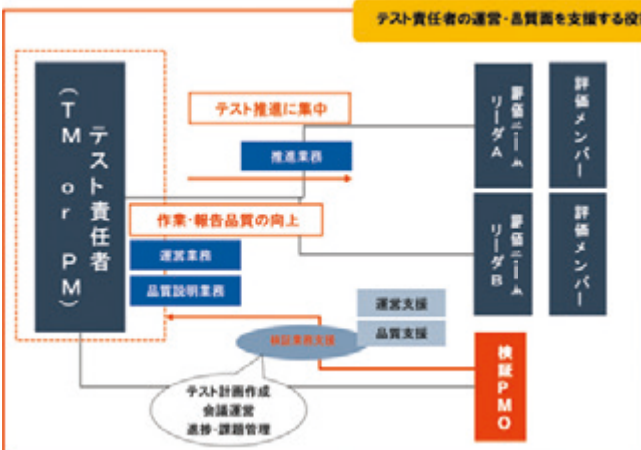 テスト責任者の運営・品質面を支援する役
テスト責任者
(TM or PM)
テスト推進に集中
推進業務
作業・報告品質の向上
運営業務
品質説明業務
評価チーム
リーダA
評価メンバー
評価チーム
リーダB
評価メンバー
運営支援
品質支援
検証業務支援
検証PMO
テスト計画作成
会議運営
進捗・課題管理